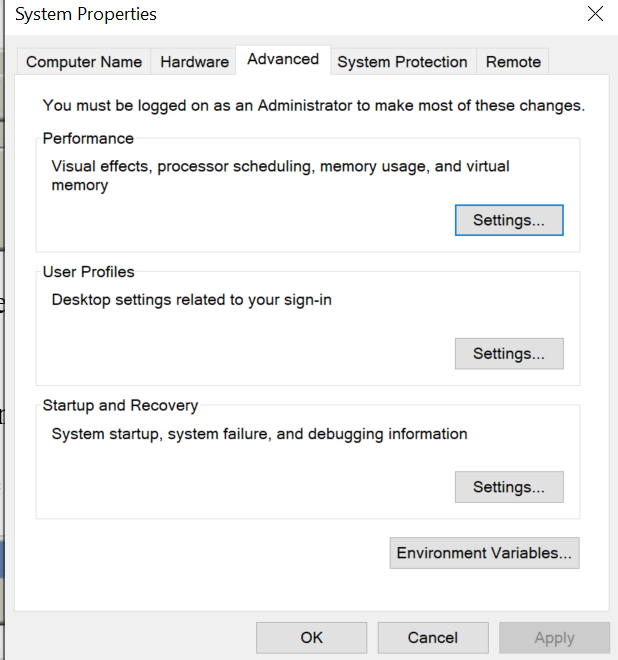 System Properties
Computer Name
Hardware
Advanced
System Protection
Remote
You must be logged on as an Administrator to make most of these changes.
Performance
Visual effects, processor scheduling, memory usage, and virtual
memory
Settings...
User Profiles
Desktop settings related to your sign-in
Settings...
Startup and Recovery
System startup, system failure, and debugging information
Settings...
Environment Variables...
OK
Cancel
Apply